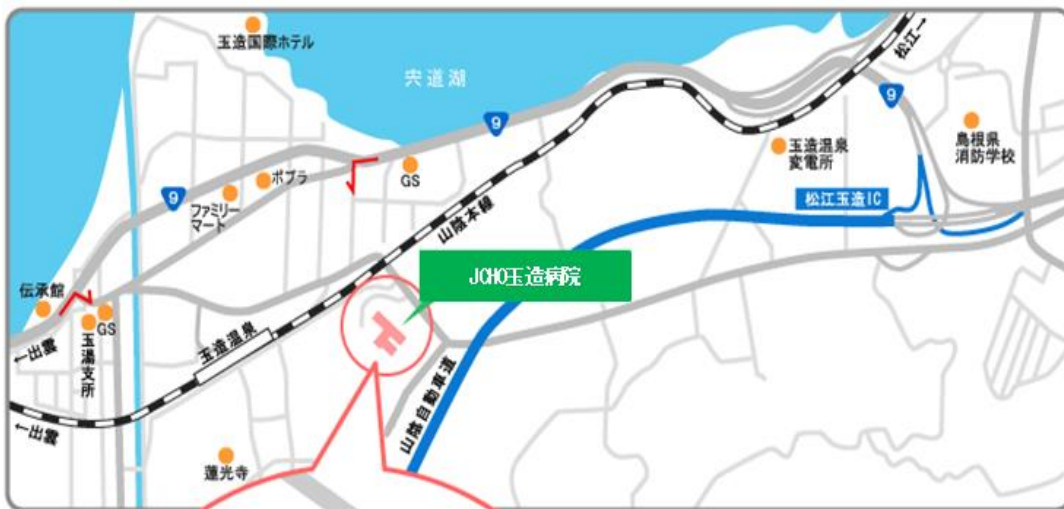 玉造国際ホテル
宍道湖
松江→
9
9
島根県
消防学校
玉造温泉
変電所
GS
ポプラ
9
ファミリー
マート
松江玉造IC
山陰本線
JCHO玉造病院
伝承館
GS
玉湯支所
←出雲
玉造温泉
山陰自動車道
←出雲
蓮光寺